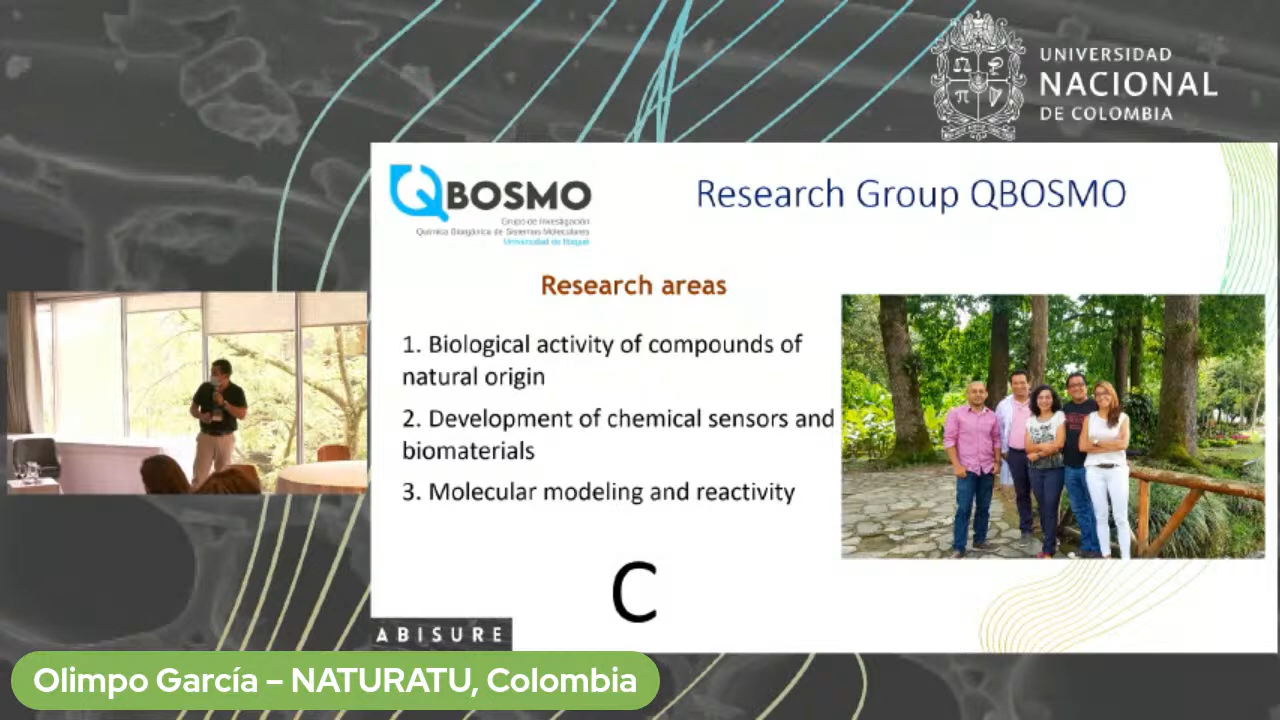 UNIVERSIDAD
NACIONAL
DE COLOMBIA
QBOSMO
Grupo de Investigación
Química Bioorgánica de Sistemas Moleculares
Universidad de Ibagué
Research Group QBOSMO
Research areas
1. Biological activity of compounds of
natural origin
2. Development of chemical sensors and
biomaterials
3. Molecular modeling and reactivity
C
ABISURE
Olimpo García – NATURATU, Colombia